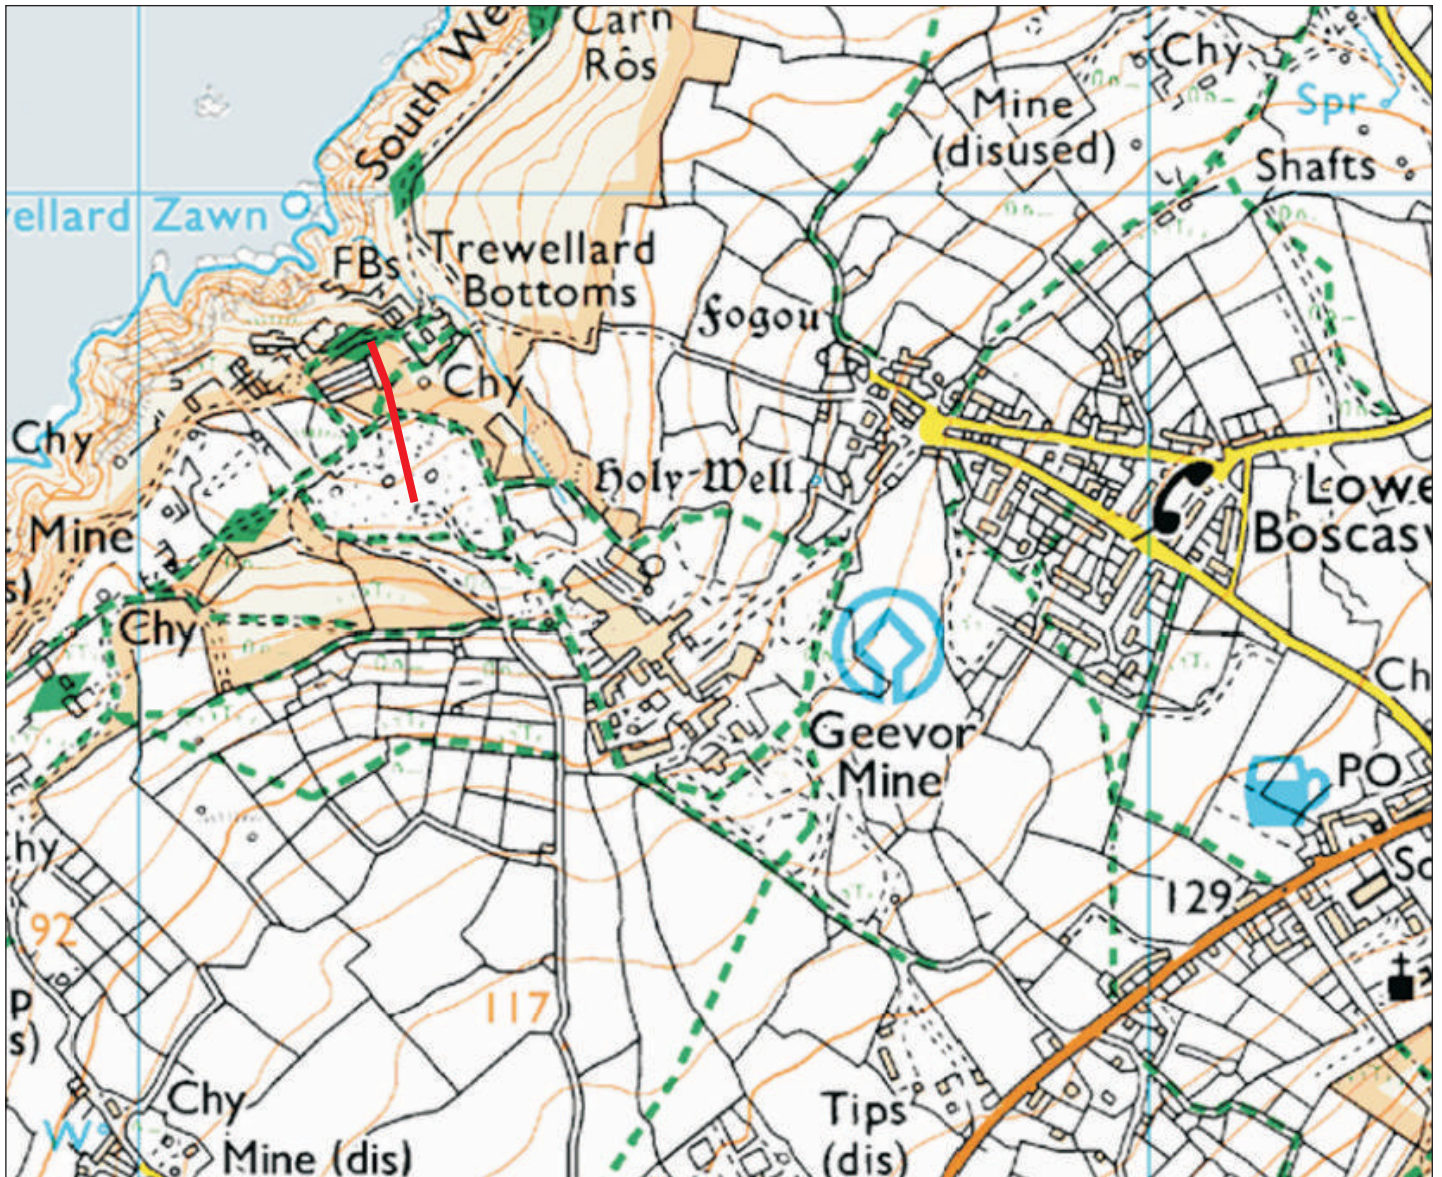 Carn
Rôs
South We
Chy
Mine
(disused)
Spr
Shafts
ellard Zawn
FBs
Trewellard
Bottoms
Fogou
Chy
Chy
Holy Well
Lowe
Boscas
Mine
s)
Chy
Geevor
Mine
Ch
PO
hy
129
Sc
92
117
P
s)
Chy
W
Tips
(dis)
Mine (dis)